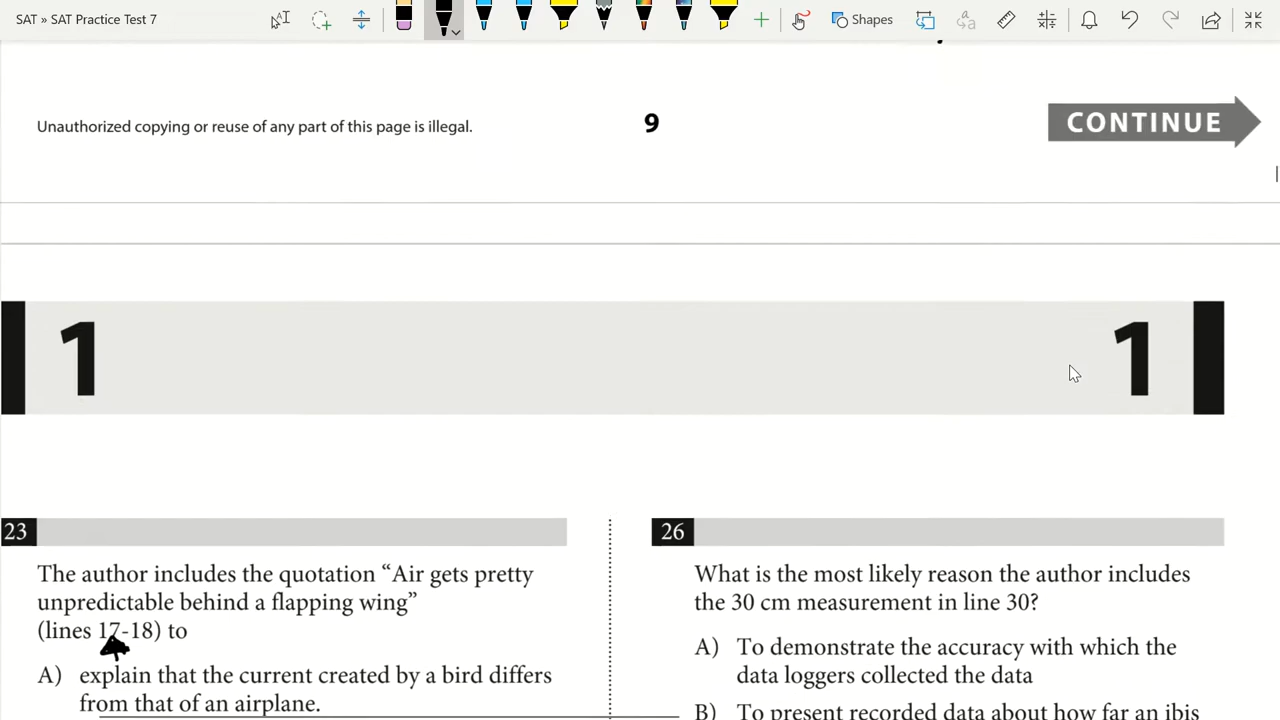 SAT » SAT Practice Test 7
Shapes
Unauthorized copying or reuse of any part of this page is illegal.
9
CONTINUE
1
1
23
The author includes the quotation “Air gets pretty
unpredictable behind a flapping wing”
(lines 17-18) to
A) explain that the current created by a bird differs
from that of an airplane.
26
What is the most likely reason the author includes
the 30 cm measurement in line 30?
A) To demonstrate the accuracy with which the
data loggers collected the data
B) To present recorded data about how far an ibis